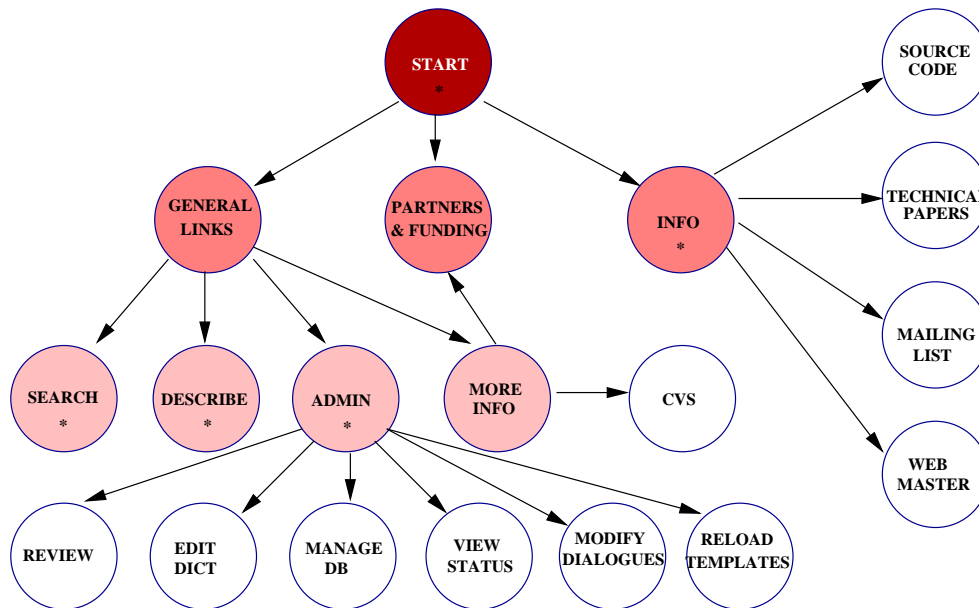 START
*
SOURCE
CODE
GENERAL
LINKS
PARTNERS
& FUNDING
INFO
*
TECHNICAL
PAPERS
MAILING
LIST
SEARCH
*
DESCRIBE
*
ADMIN
*
MORE
INFO
CVS
WEB
MASTER
REVIEW
EDIT
DICT
MANAGE
DB
VIEW
STATUS
MODIFY
DIALOGUES
RELOAD
TEMPLATES